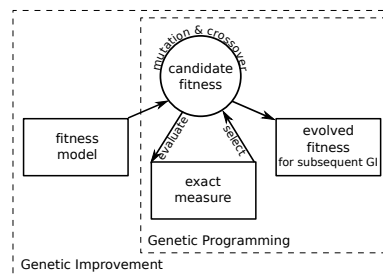 mutation & crossover
candidate
fitness
fitness
model
evaluate
select
exact
measure
evolved
fitness
for subsequent GI
Genetic Programming
Genetic Improvement